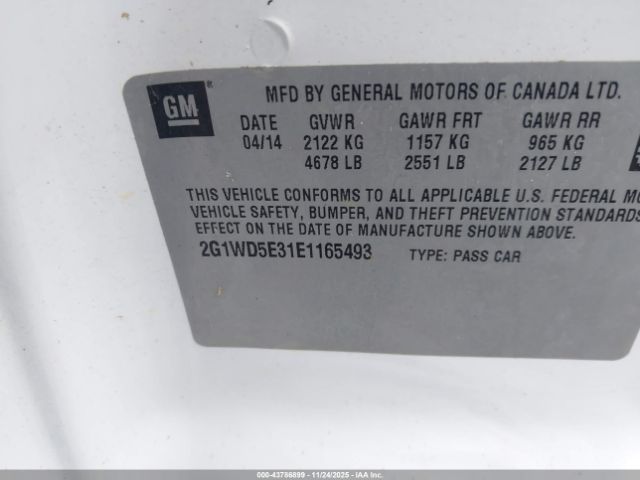 GM
MFD BY GENERAL MOTORS OF CANADA LTD.
DATE GVWR GAWR FRT GAWR RR
04/14 2122 KG 1157 KG 965 KG
4678 LB 2551 LB 2127 LB
THIS VEHICLE CONFORMS TO ALL APPLICABLE U.S. FEDERAL
VEHICLE SAFETY, BUMPER, AND THEFT PREVENTION STANDARDS
EFFECT ON THE DATE OF MANUFACTURE SHOWN ABOVE.
2G1WD5E31E1165493 TYPE: PASS CAR
000-43786899 - 11/24/2025 - IAA